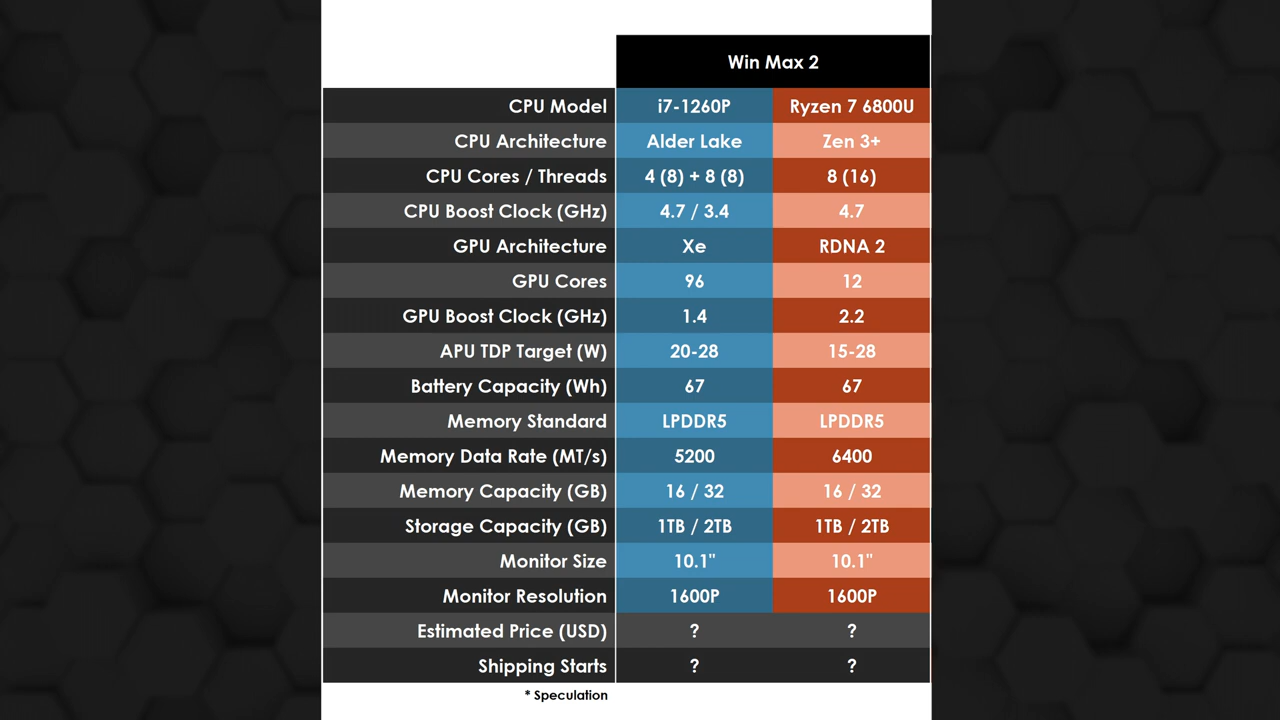 Win Max 2
CPU Model i7-1260P Ryzen 7 6800U
CPU Architecture Alder Lake Zen 3+
CPU Cores / Threads 4 (8) + 8 (8) 8 (16)
CPU Boost Clock (GHz) 4.7 / 3.4 4.7
GPU Architecture Xe RDNA 2
GPU Cores 96 12
GPU Boost Clock (GHz) 1.4 2.2
APU TDP Target (W) 20-28 15-28
Battery Capacity (Wh) 67 67
Memory Standard LPDDR5 LPDDR5
Memory Data Rate (MT/s) 5200 6400
Memory Capacity (GB) 16 / 32 16 / 32
Storage Capacity (GB) 1TB / 2TB 1TB / 2TB
Monitor Size 10.1" 10.1"
Monitor Resolution 1600P 1600P
Estimated Price (USD) ? ?
Shipping Starts ? ?
* Speculation